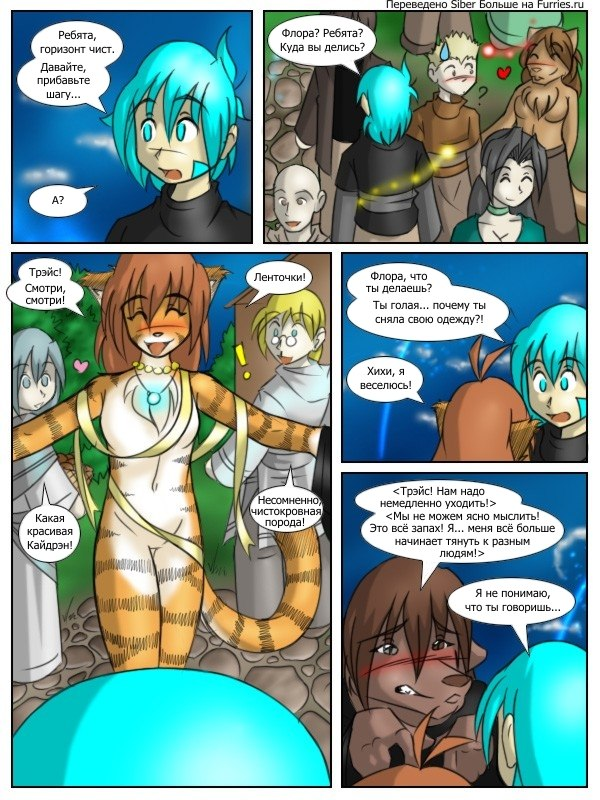 Переведено Siber Больше на Furries.ru
Ребята,
горизонт чист.
Давайте,
прибавьте
шагу...
А?
Флора? Ребята?
Куда вы делись?
?
Трэйс!
Смотри,
смотри!
Ленточки!
!
Какая
красивая
Кайдрэн!
Несомненно,
чистокровная
порода!
Флора, что
ты делаешь?
Ты голая... почему ты
сняла свою одежду?!
Хихи, я
веселюсь!
<Трэйс! Нам надо
немедленно уходить!>
<Мы не можем ясно мыслить!
Это всё запах! Я... меня всё больше
начинает тянуть к разным
людям!>
Я не понимаю,
что ты говоришь...